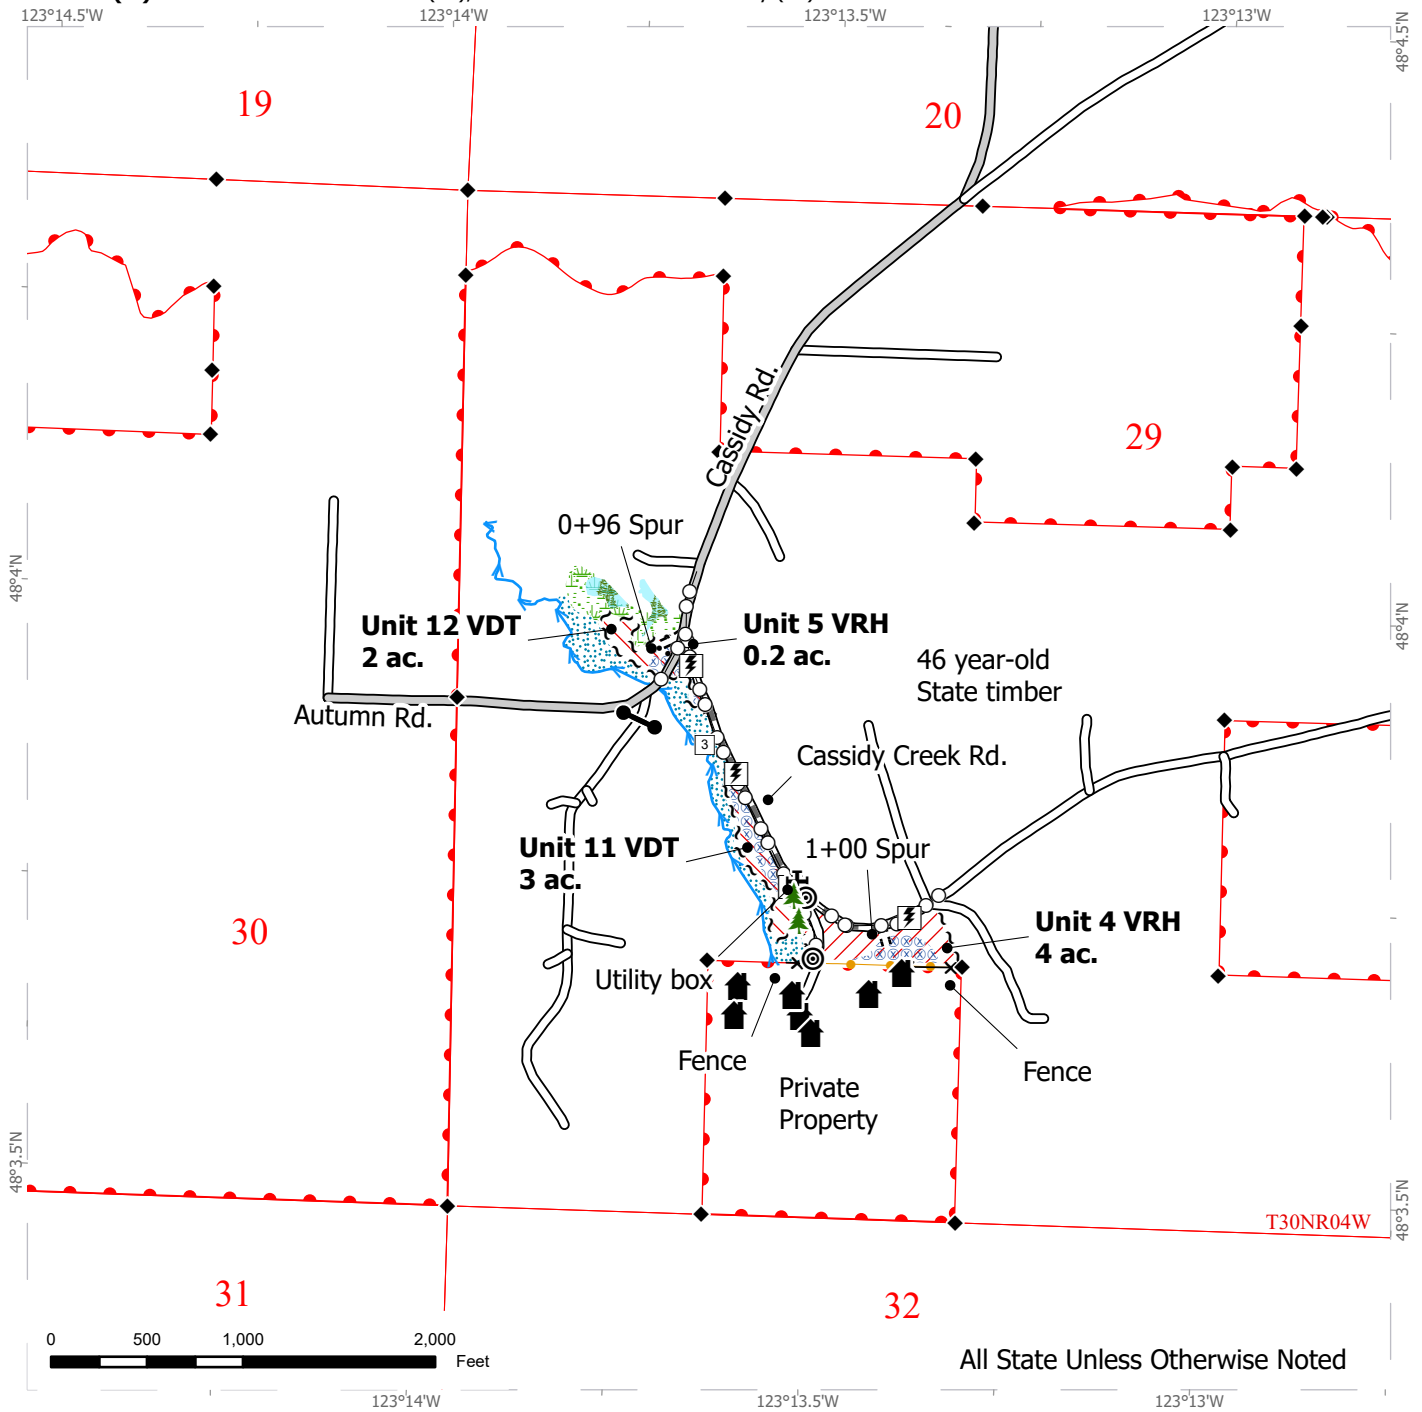 123°14.5'W
123°14'W
123°13.5'W
123°13'W
48°4.5'N
19
20
Cassidy Rd.
29
0+96 Spur
48°4'N
48°4'N
Unit 12 VDT
2 ac.
Unit 5 VRH
0.2 ac.
46 year-old
State timber
Autumn Rd.
3
Cassidy Creek Rd.
Unit 11 VDT
3 ac.
1+00 Spur
30
Unit 4 VRH
4 ac.
Utility box
Fence
Fence
Private
Property
48°3.5'N
48°3.5'N
T30NR04W
31
32
0 500 1,000 2,000
Feet
All State Unless Otherwise Noted
123°14'W
123°13.5'W
123°13'W